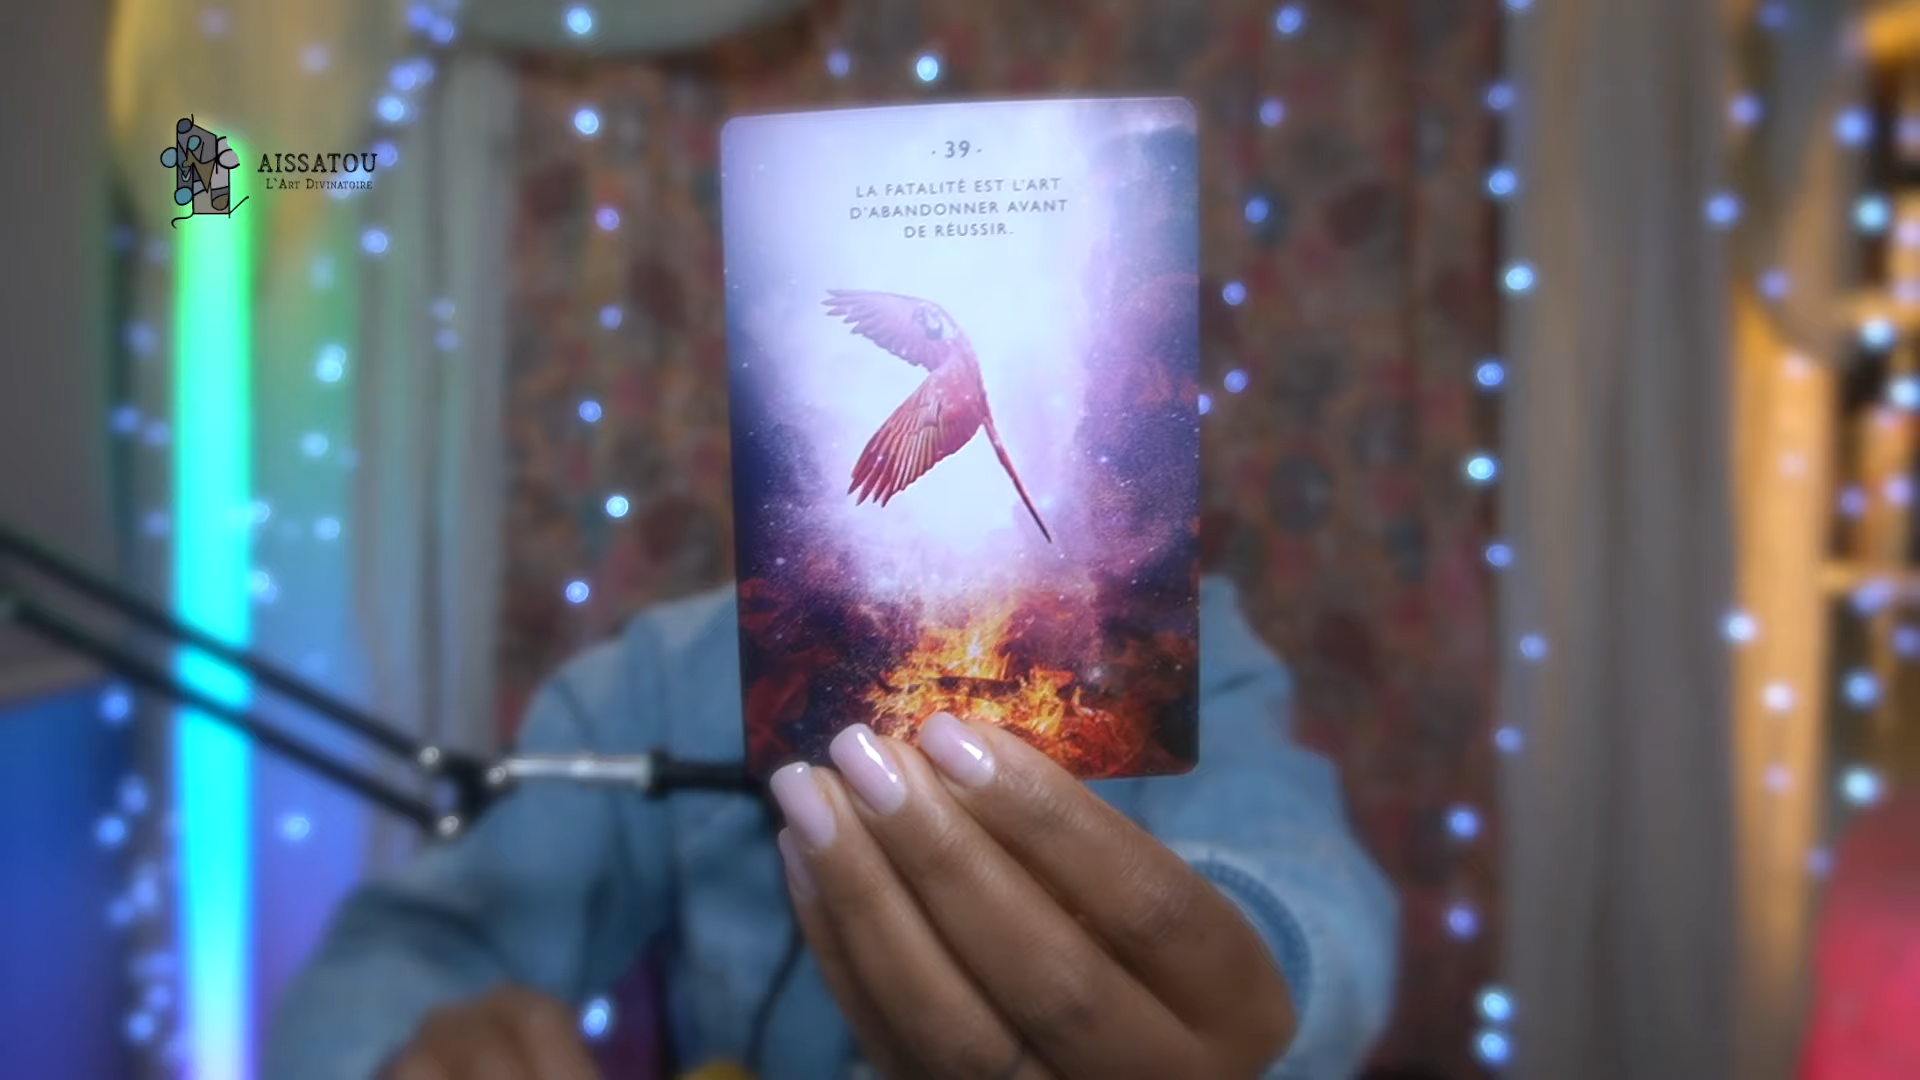 AISSATOU
L'ART DIVINATOIRE
- 39 -
LA FATALITÉ EST L'ART
D'ABANDONNER AVANT
DE RÉUSSIR.